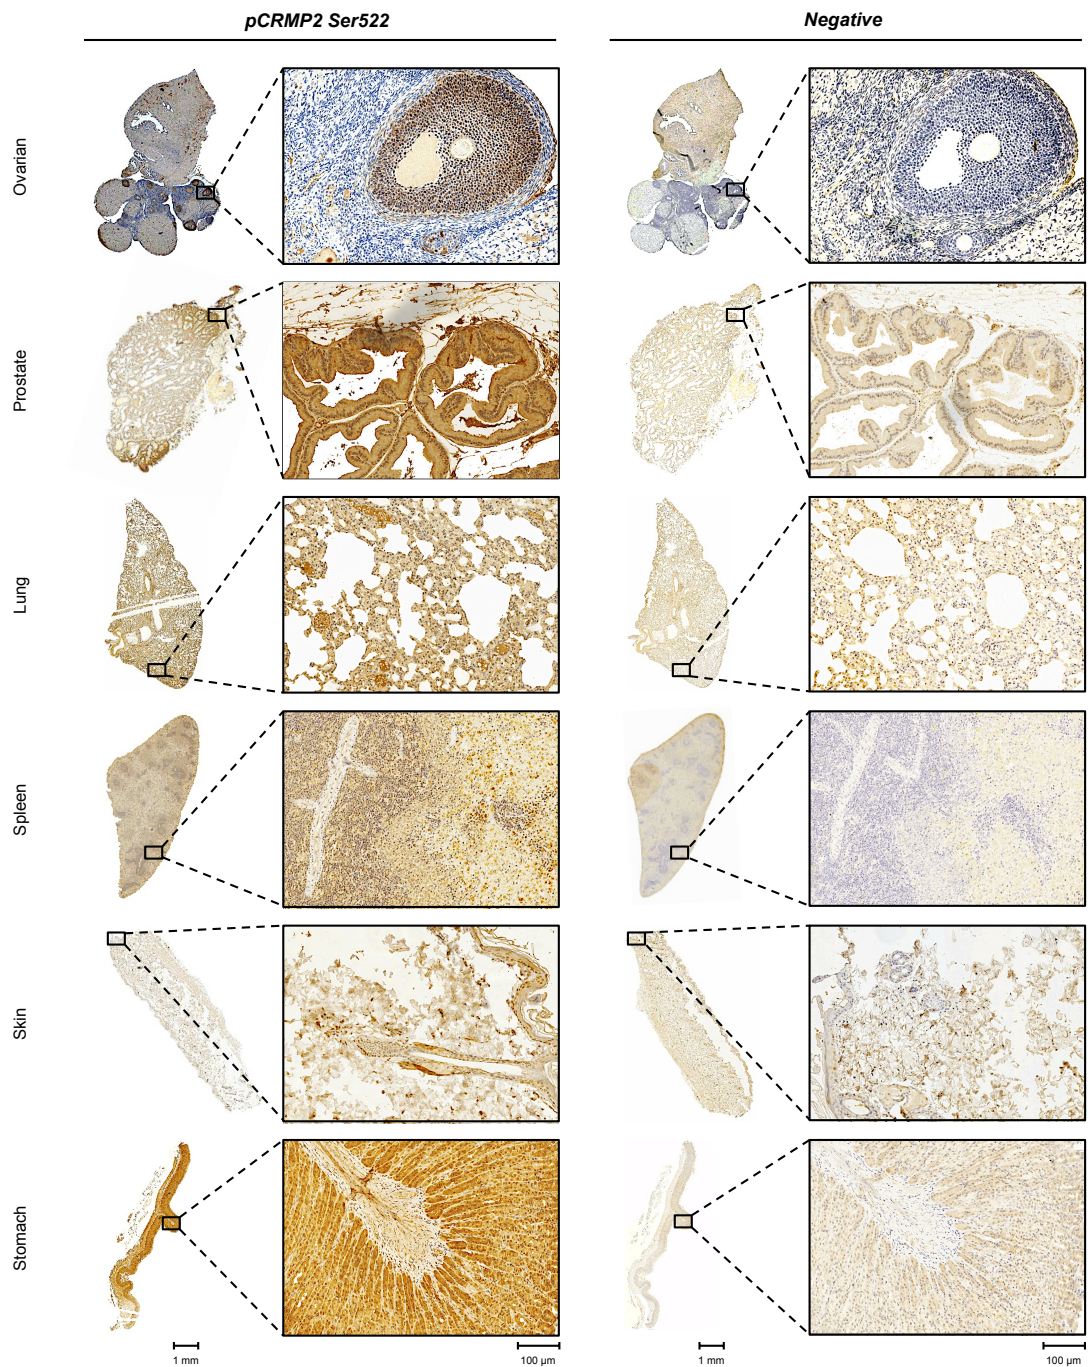 pCRMP2 Ser522
Negative
Ovarian
Prostate
Lung
Spleen
Skin
Stomach
1 mm
100 µm
1 mm
100 µm